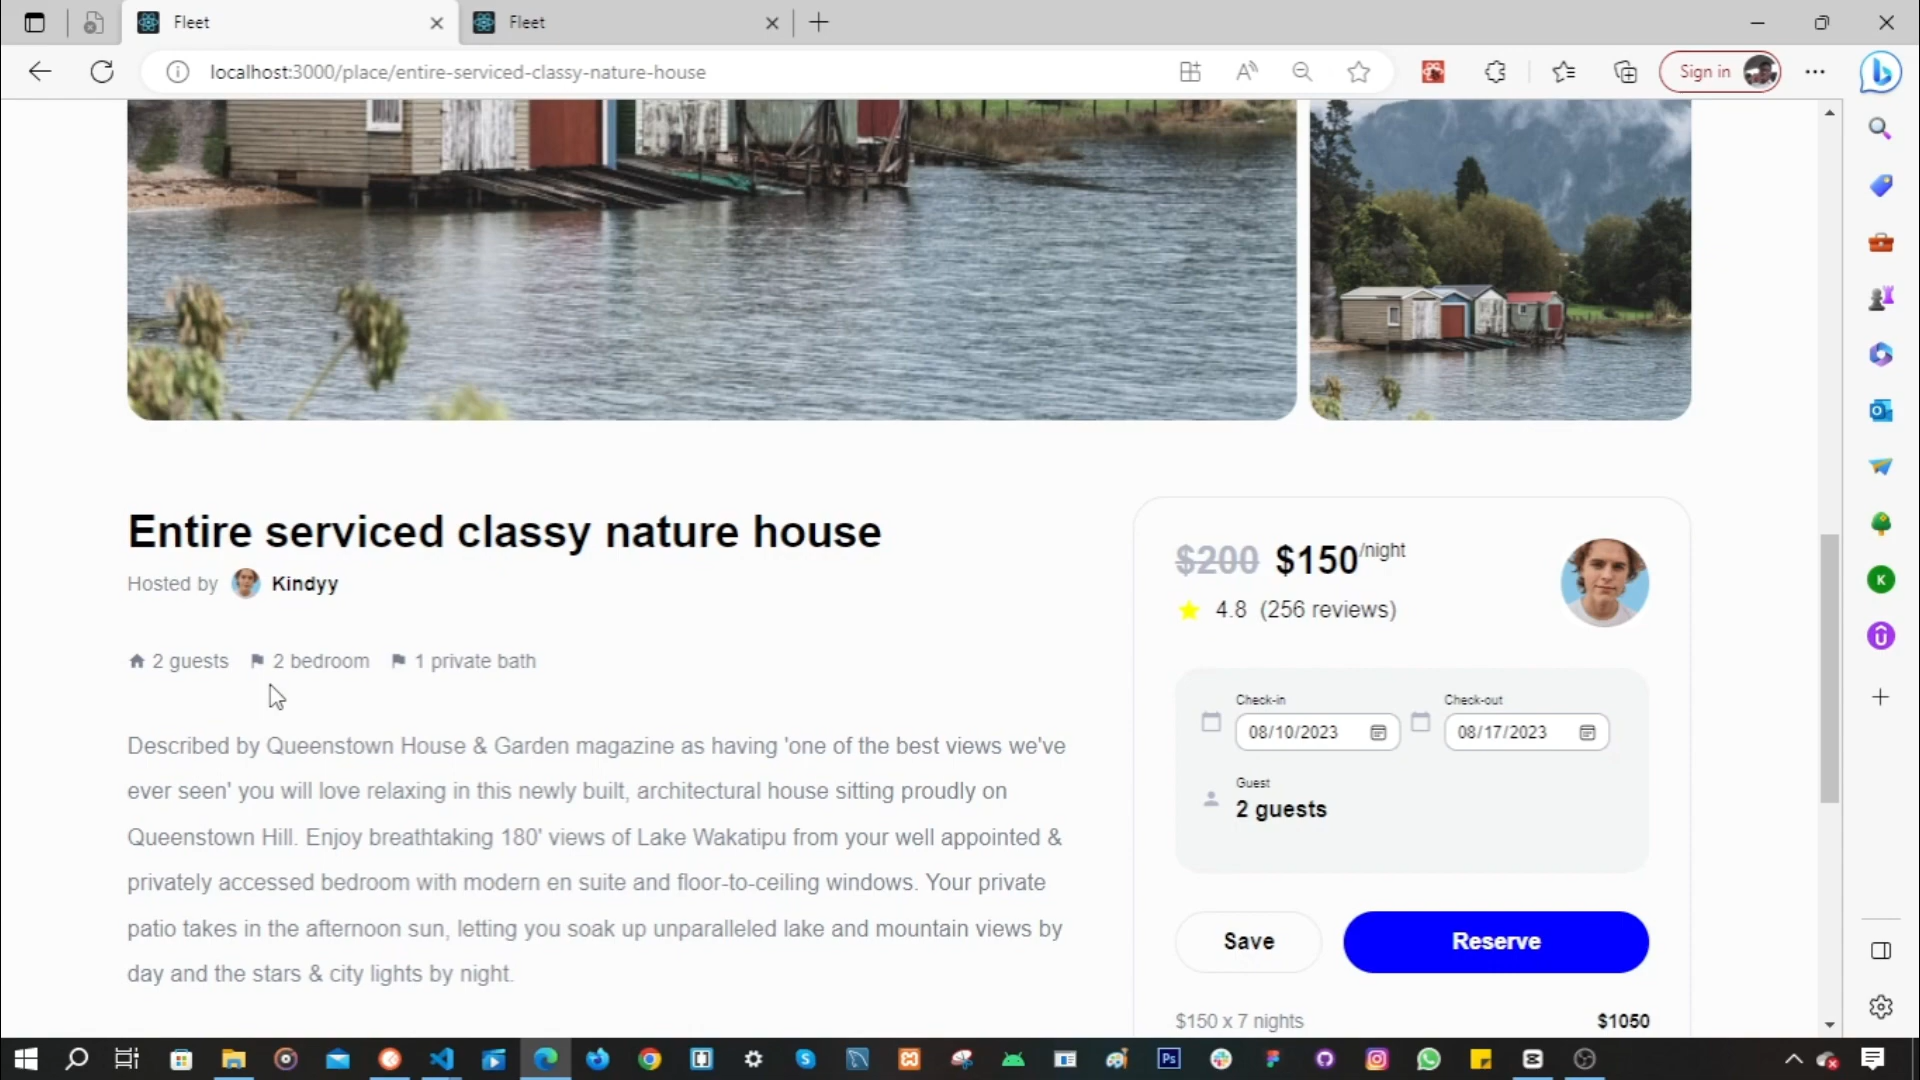 Fleet
Fleet
localhost:3000/place/entire-serviced-classy-nature-house
Sign in
Entire serviced classy nature house
Hosted by Kindyy
2 guests 2 bedroom 1 private bath
Described by Queenstown House & Garden magazine as having 'one of the best views we've
ever seen' you will love relaxing in this newly built, architectural house sitting proudly on
Queenstown Hill. Enjoy breathtaking 180' views of Lake Wakatipu from your well appointed &
privately accessed bedroom with modern en suite and floor-to-ceiling windows. Your private
patio takes in the afternoon sun, letting you soak up unparalleled lake and mountain views by
day and the stars & city lights by night.
$200 $150/night
4.8 (256 reviews)
Check-in
08/10/2023
Check-out
08/17/2023
Guest
2 guests
Save
Reserve
$150 x 7 nights
$1050
K
Ps